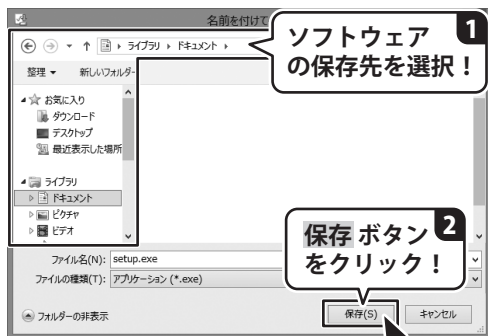 名前を付けて
ソフトウェア
の保存先を選択！
1
ライブラリ ドキュメント
整理 新しいフォルダー
お気に入り
ダウンロード
デスクトップ
最近表示した場所
ライブラリ
ドキュメント
ピクチャ
ビデオ
保存 ボタン
をクリック！
2
ファイル名(N): setup.exe
ファイルの種類(T): アプリケーション (*.exe)
フォルダーの非表示
保存(S)
キャンセル